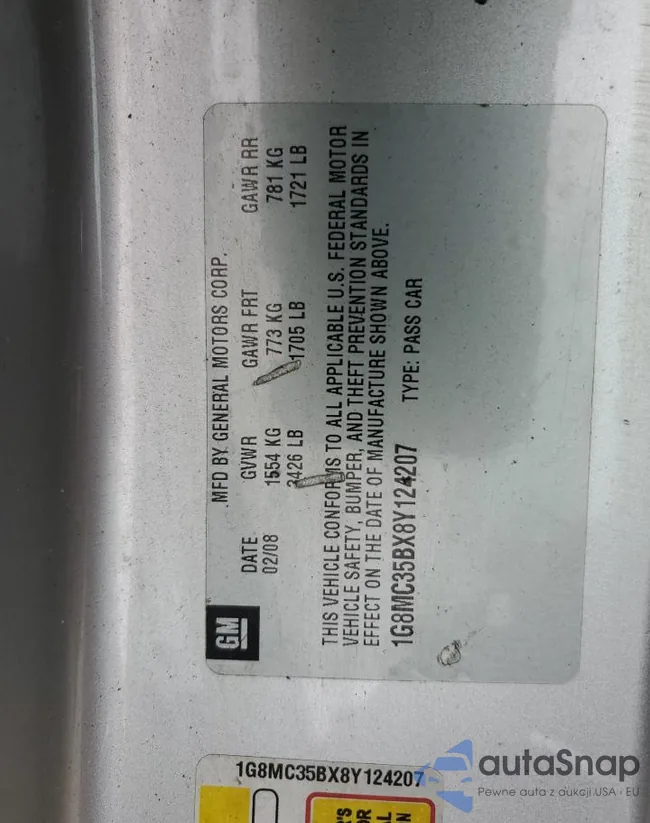 MFD BY GENERAL MOTORS CORP.
DATE GVWR GAWR FRT GAWR RR
02/08 1554 KG 773 KG 781 KG
3426 LB 1705 LB 1721 LB
THIS VEHICLE CONFORMS TO ALL APPLICABLE U.S. FEDERAL MOTOR
VEHICLE SAFETY, BUMPER, AND THEFT PREVENTION STANDARDS IN
EFFECT ON THE DATE OF MANUFACTURE SHOWN ABOVE.
1G8MC35BX8Y124207 TYPE: PASS CAR
GM
1G8MC35BX8Y124207
autaSnap
Pewne auta z aukcji USA i EU